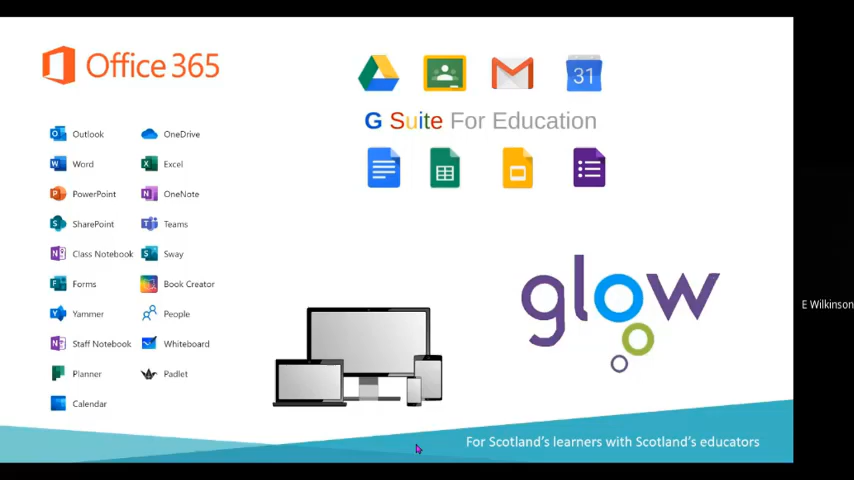 Office 365
Outlook
OneDrive
Word
Excel
PowerPoint
OneNote
SharePoint
Teams
Class Notebook
Sway
Forms
Book Creator
Yammer
People
Staff Notebook
Whiteboard
Planner
Padlet
Calendar
31
G Suite For Education
glow
For Scotland's learners with Scotland's educators
E Wilkinson